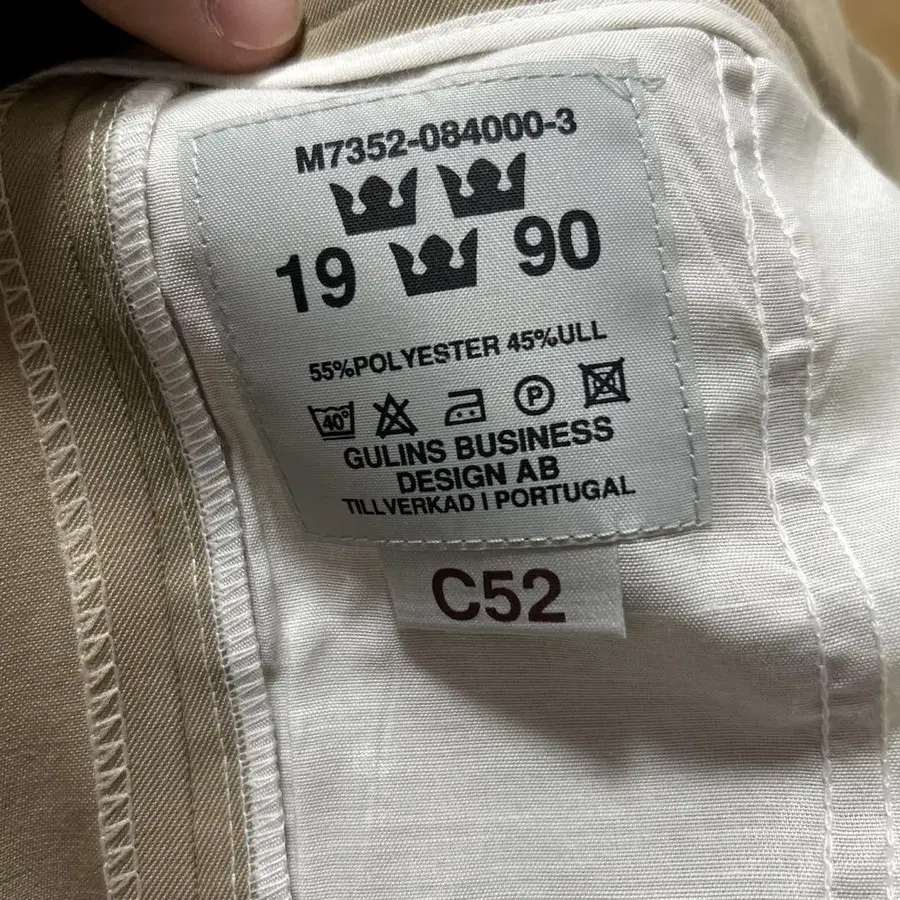 M7352-084000-3
19 90
55%POLYESTER 45%ULL
40° P
GULINS BUSINESS
DESIGN AB
TILLVERKAD I PORTUGAL
C52